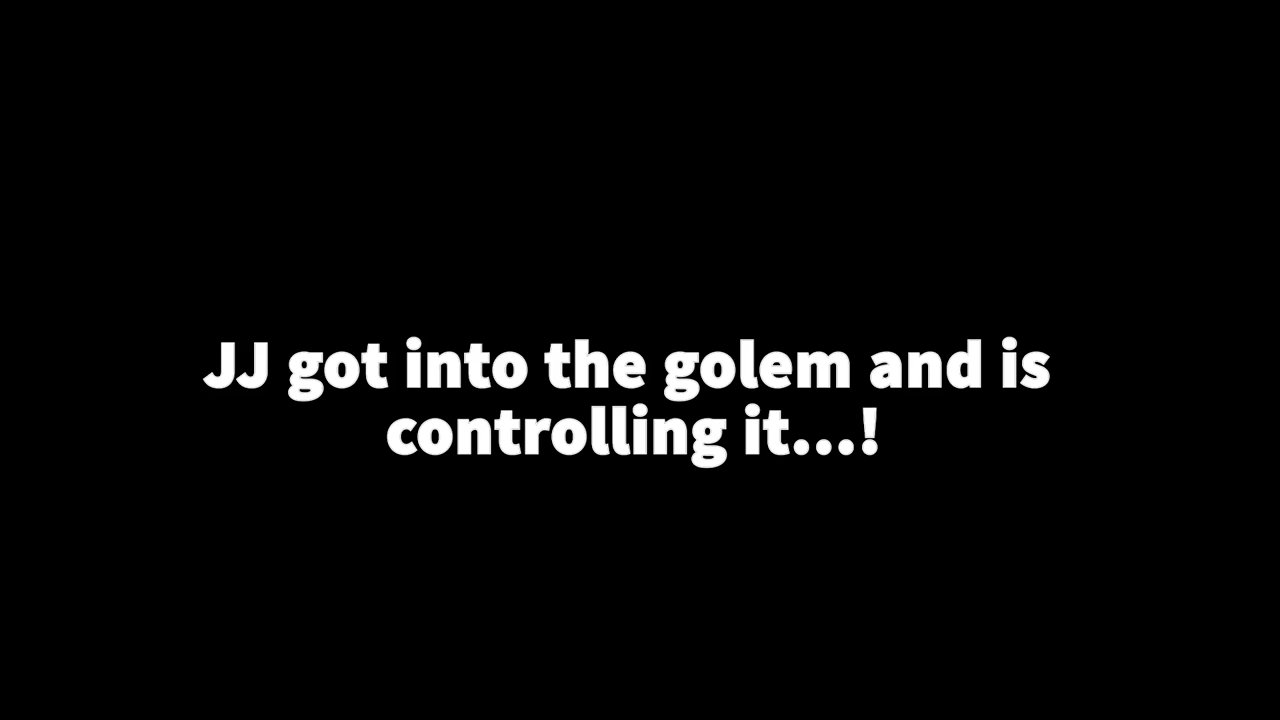 JJ got into the golem and is
controlling it...!